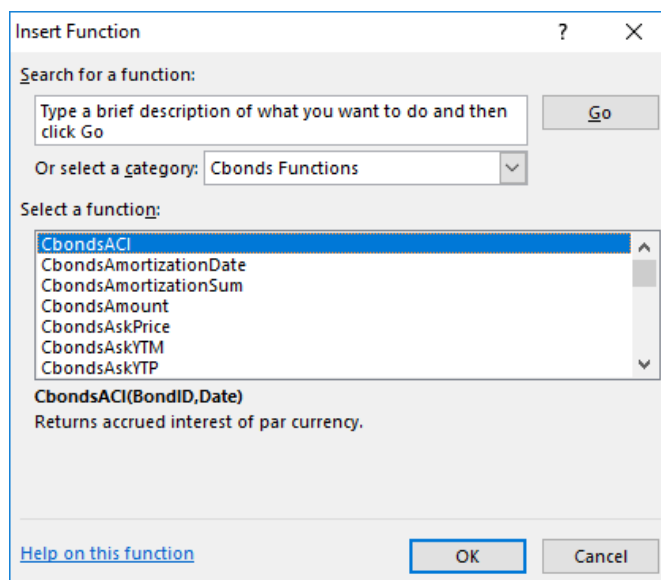 Insert Function
?
Search for a function:
Type a brief description of what you want to do and then
click Go
Go
Or select a category: Cbonds Functions
Select a function:
CbondsACI
CbondsAmortizationDate
CbondsAmortizationSum
CbondsAmount
CbondsAskPrice
CbondsAskYTM
CbondsAskYTP
CbondsACI(BondID,Date)
Returns accrued interest of par currency.
Help on this function
OK
Cancel